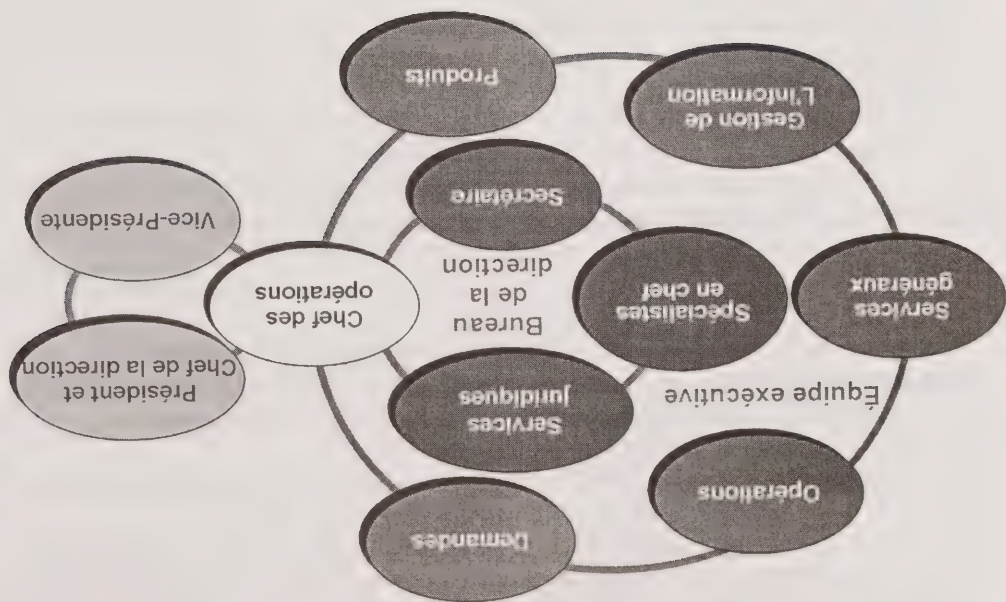 Demandes
Opérations
Services
juridiques
Équipe exécutive
Président et
Chef de la direction
Services
généraux
Spécialistes
en chef
Bureau
de la
direction
Chef des
opérations
Vice-Présidente
Secrétaire
Gestion de
L'information
Produits